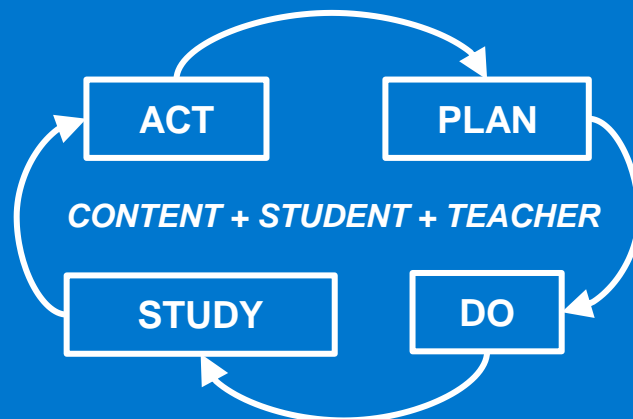 ACT
PLAN
CONTENT + STUDENT + TEACHER
STUDY
DO